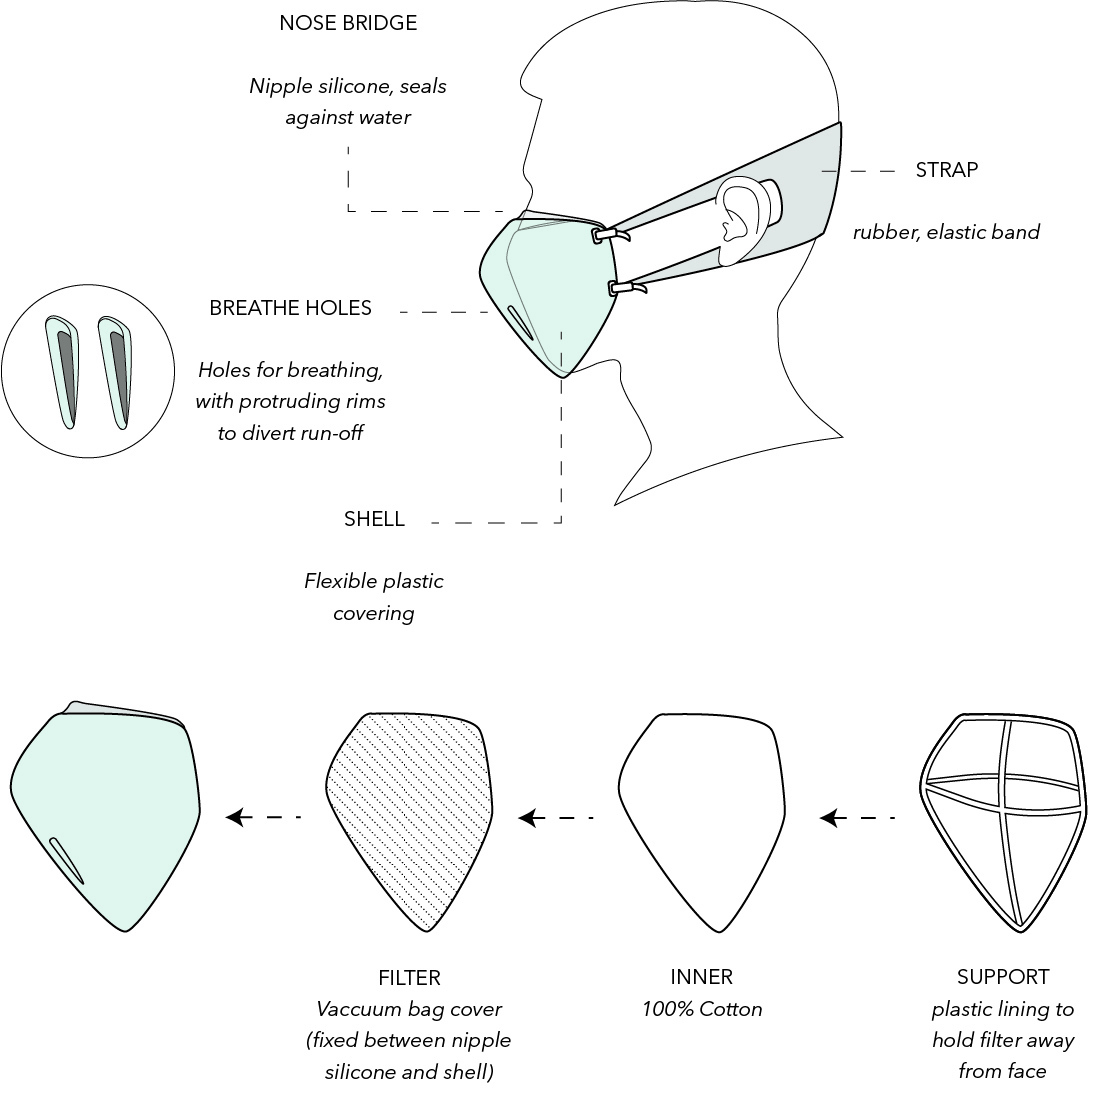 NOSE BRIDGE
Nipple silicone, seals
against water
STRAP
rubber, elastic band
BREATHE HOLES
Holes for breathing,
with protruding rims
to divert run-off
SHELL
Flexible plastic
covering
FILTER
Vaccuum bag cover
(fixed between nipple
silicone and shell)
INNER
100% Cotton
SUPPORT
plastic lining to
hold filter away
from face